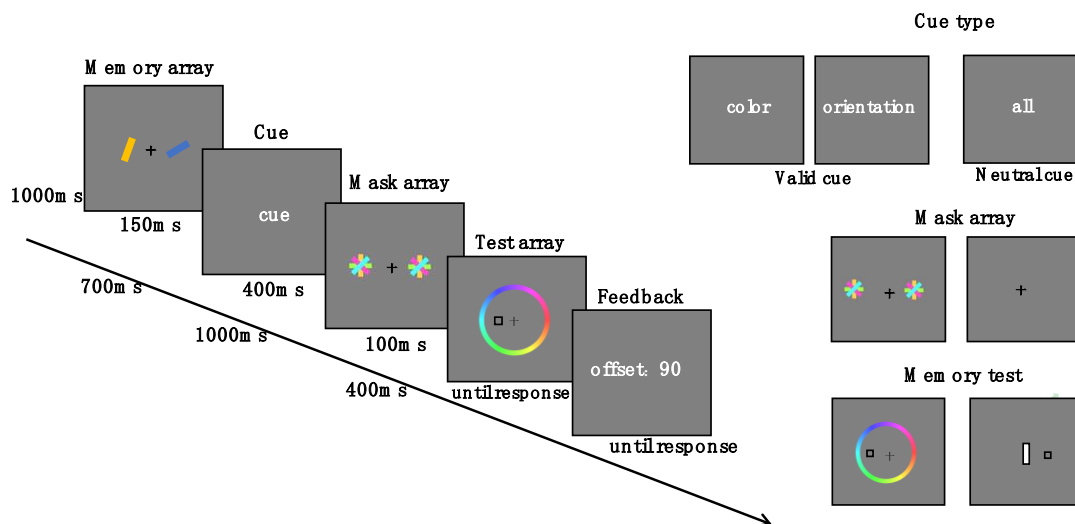 Memory array
1000ms
150ms
700ms
Cue
cue
400ms
1000ms
Mask array
100ms
400ms
Test array
until response
Feedback
offset: 90
until response
Cue type
color
orientation
all
Valid cue
Neutral cue
Mask array
Memory test